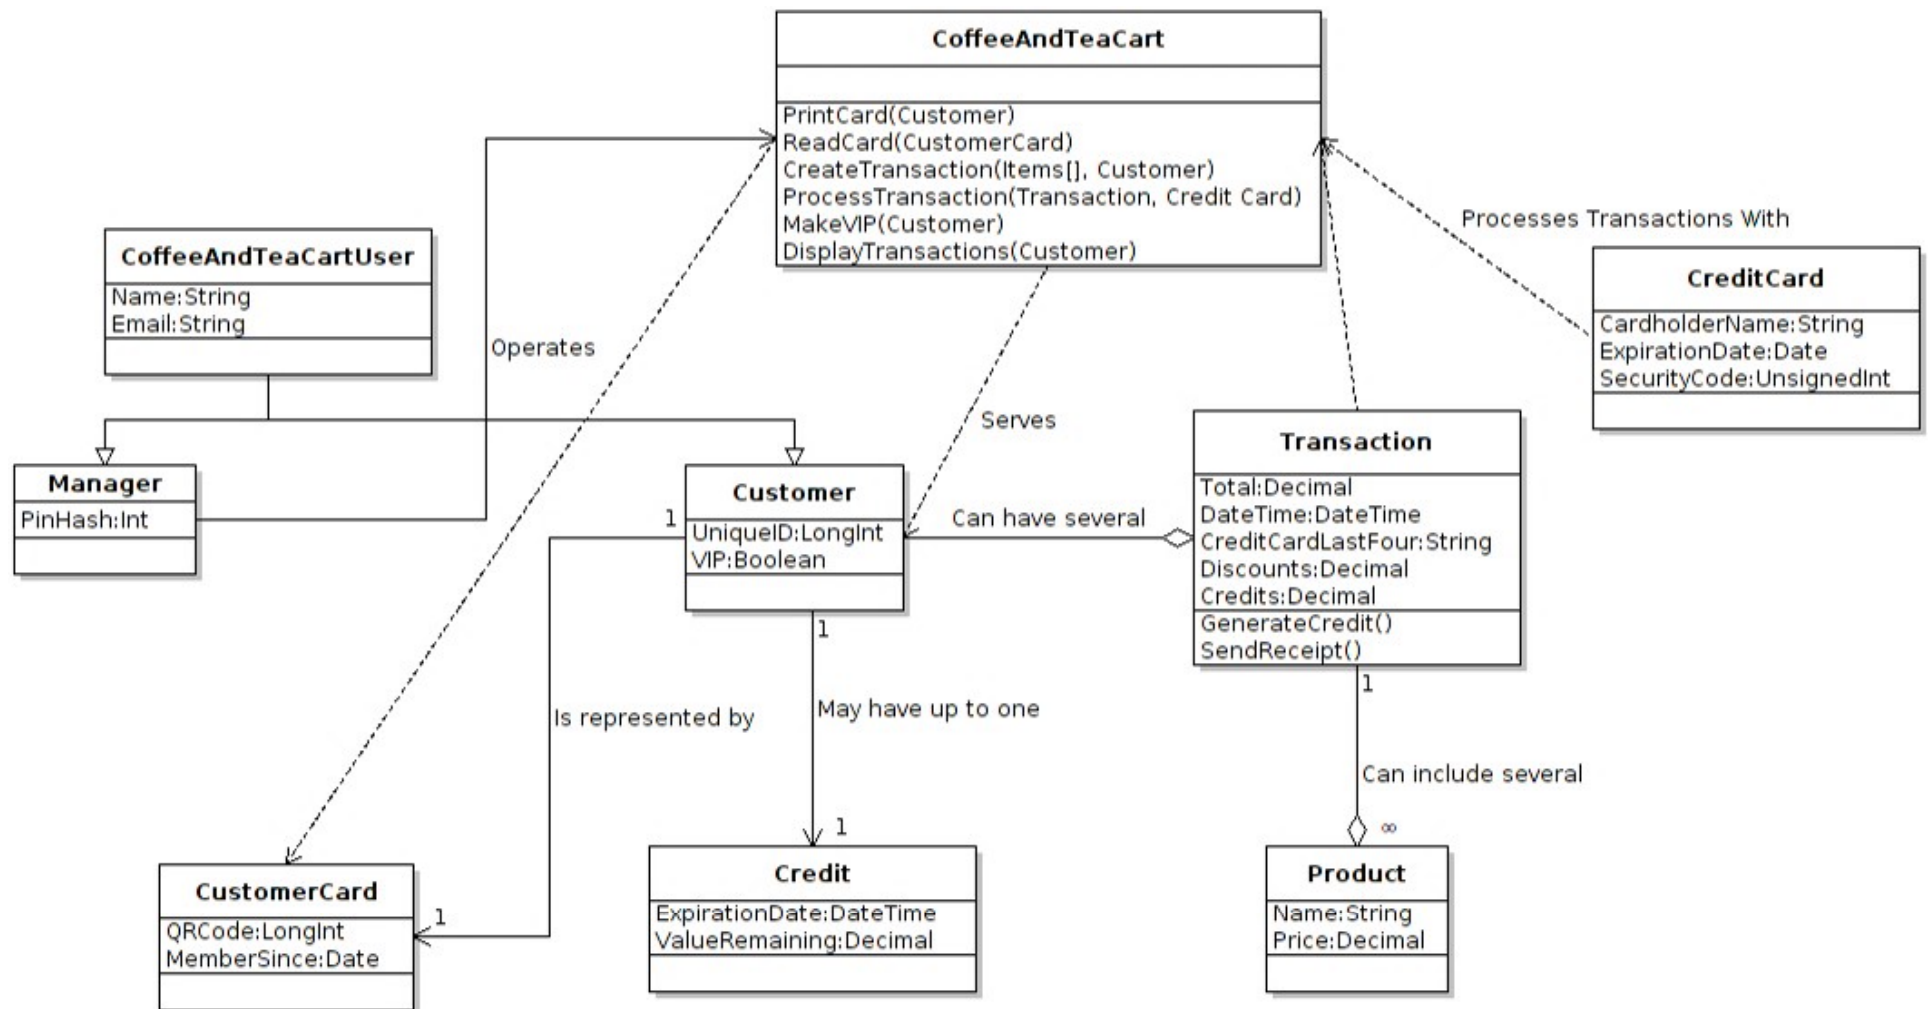 CoffeeAndTeaCart
PrintCard(Customer)
ReadCard(CustomerCard)
CreateTransaction(Items[], Customer)
ProcessTransaction(Transaction, Credit Card)
MakeVIP(Customer)
DisplayTransactions(Customer)
Processes Transactions With
CoffeeAndTeaCartUser
Name:String
Email:String
CreditCard
CardholderName:String
ExpirationDate:Date
SecurityCode:UnsignedInt
Operates
Serves
Manager
PinHash:Int
1
Customer
UniqueID:LongInt
VIP:Boolean
Can have several
Transaction
Total:Decimal
DateTime:DateTime
CreditCardLastFour:String
Discounts:Decimal
Credits:Decimal
GenerateCredit()
SendReceipt()
1
1
Is represented by
May have up to one
Can include several
1
∞
CustomerCard
QRCode:LongInt
MemberSince:Date
1
Credit
ExpirationDate:DateTime
ValueRemaining:Decimal
Product
Name:String
Price:Decimal